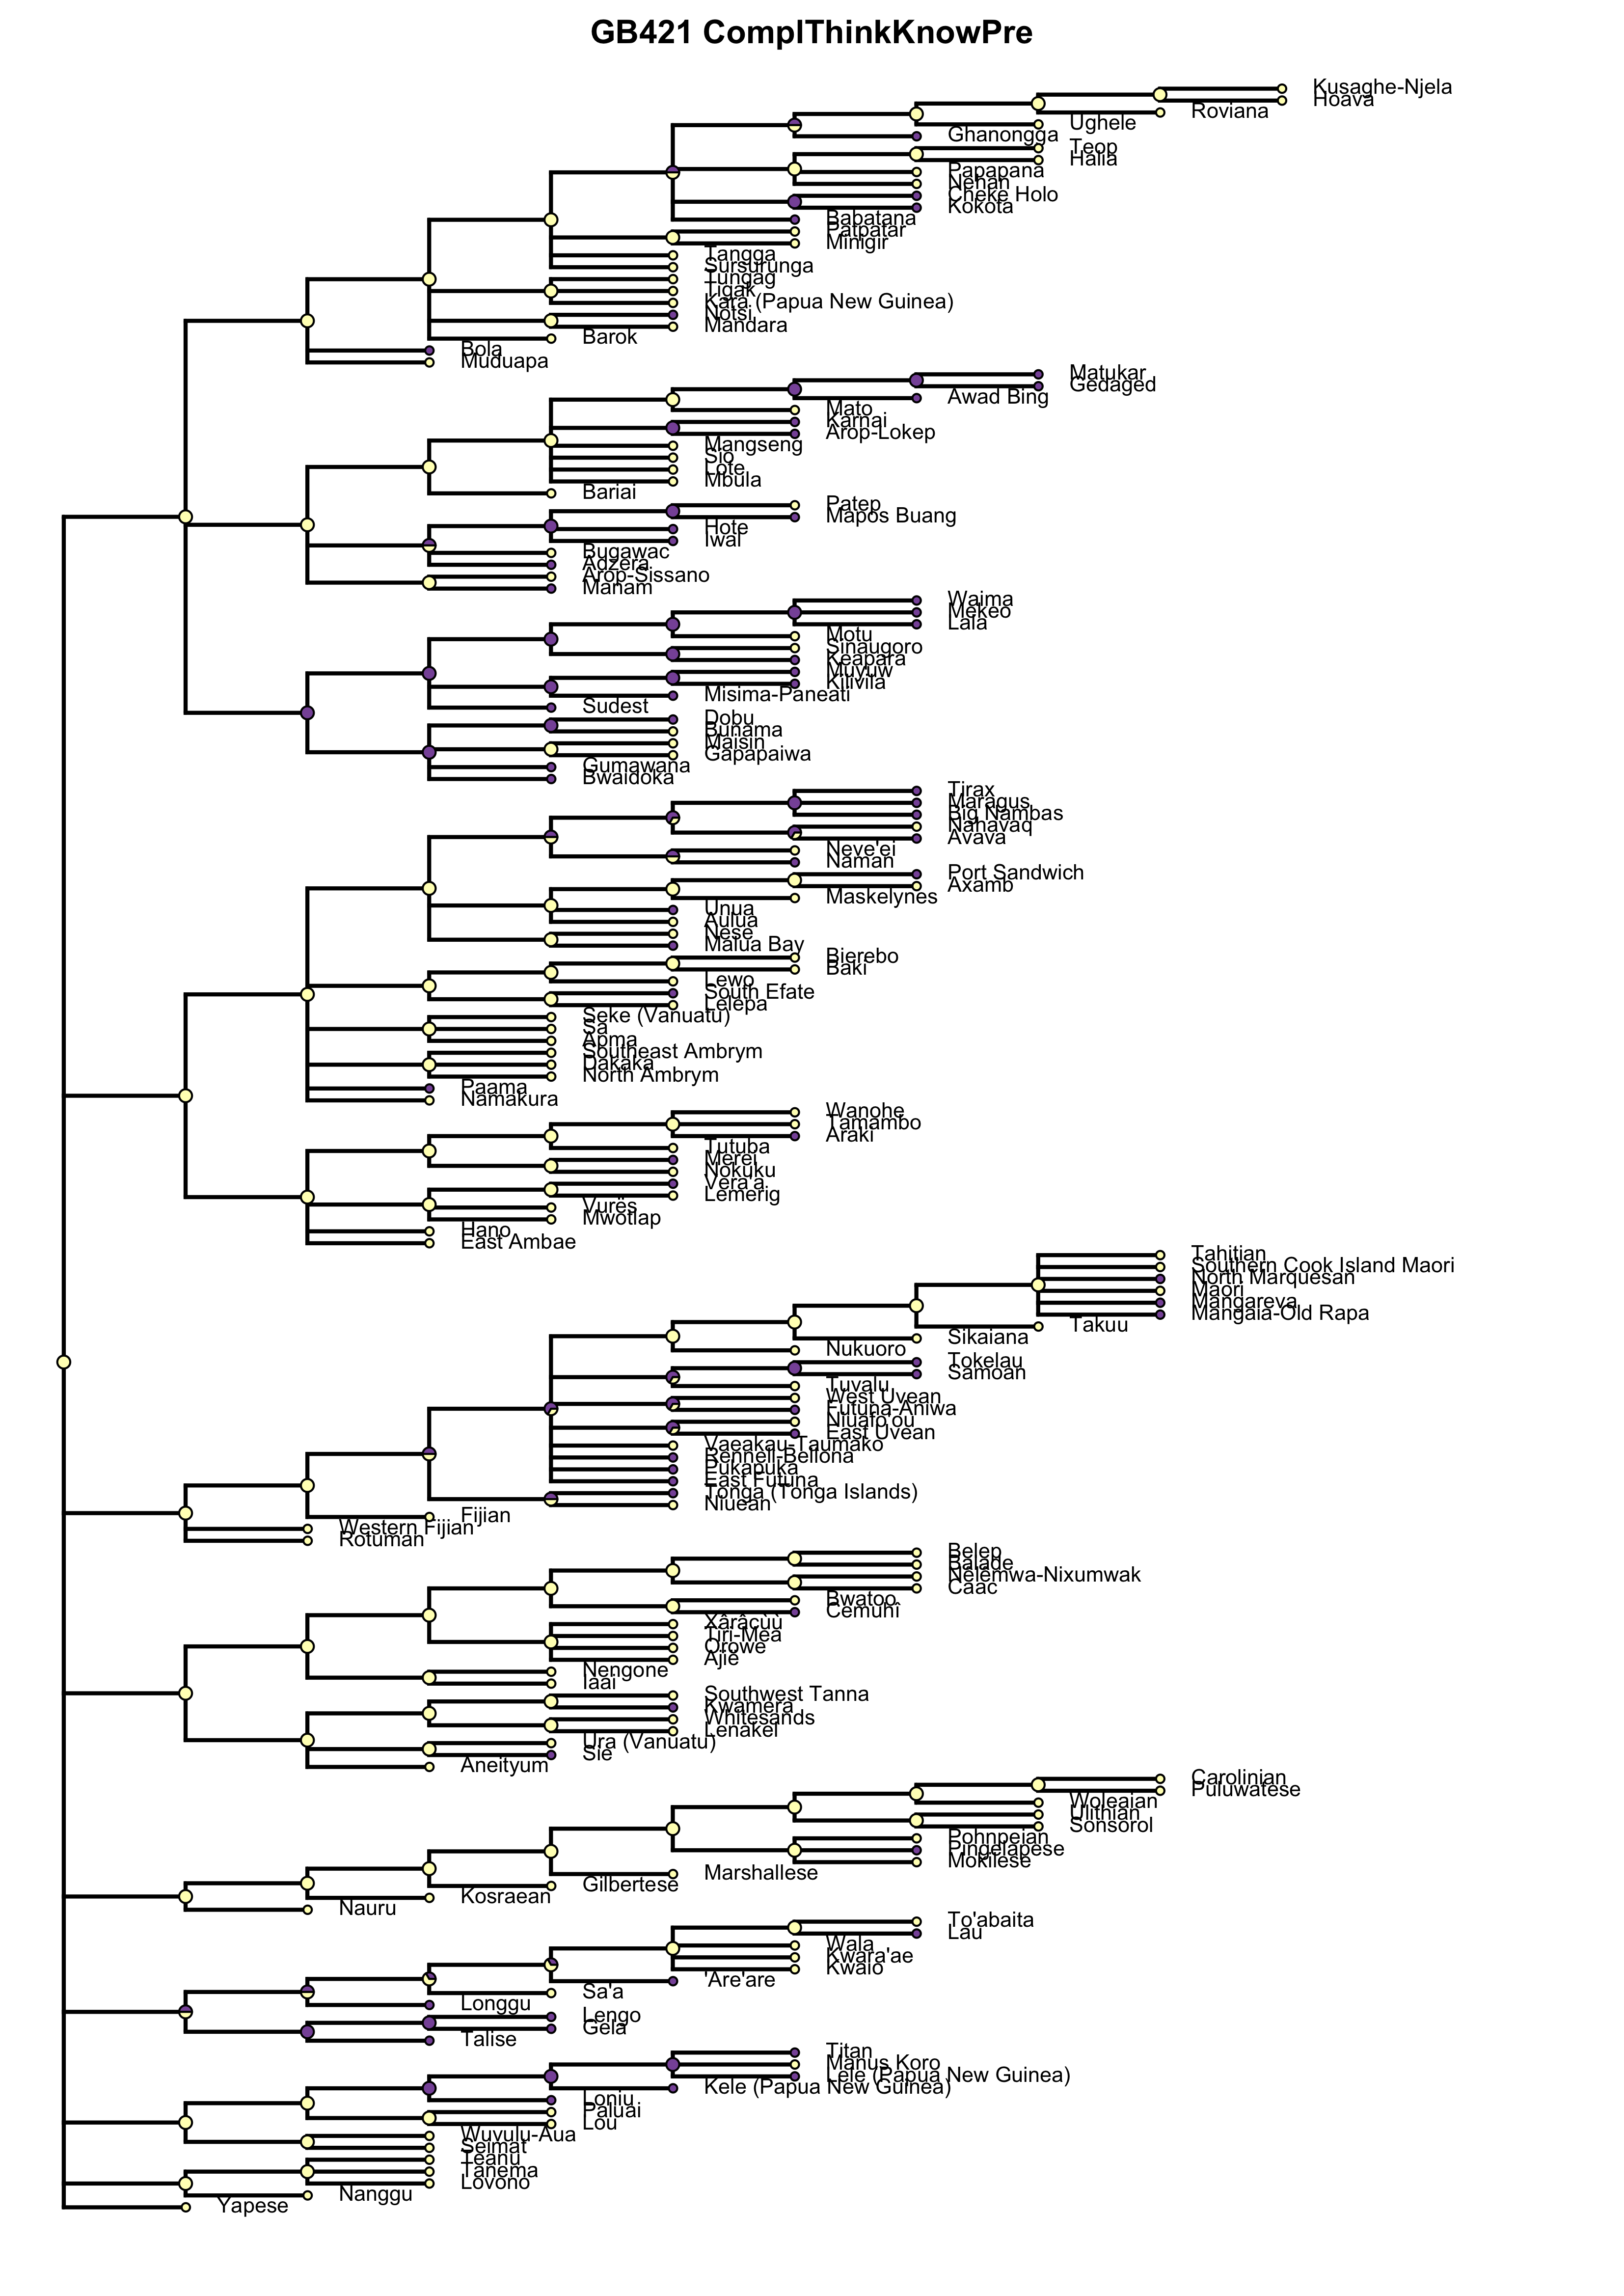 GB421 ComplThinkKnowPre
Kusaghe-Njela
Hoava
Roviana
Ughele
Ghanongga
Teop
Halia
Papapana
Nehan
Cheke Holo
Kokota
Babatana
Patpatar
Minigir
Tangga
Sursurunga
Tungag
Tigak
Kara (Papua New Guinea)
Notsi
Mandara
Barok
Bola
Muduapa
Matukar
Gedaged
Awad Bing
Mato
Karnai
Arop-Lokep
Mangseng
Sio
Lote
Mbula
Bariai
Patep
Mapos Buang
Hote
Iwal
Bugawac
Adzera
Arop-Sissano
Manam
Waima
Mekeo
Lala
Motu
Sinaugoro
Keapara
Muyuw
Kilivila
Misima-Paneati
Sudest
Dobu
Bunama
Maisin
Gapapaiwa
Gumawana
Bwaidoka
Tirax
Maragus
Big Nambas
Nahavaq
Avava
Neve'ei
Naman
Port Sandwich
Axamb
Maskelynes
Unua
Aulua
Nese
Malua Bay
Bierebo
Baki
Lewo
South Efate
Lelepa
Seke (Vanuatu)
Sa
Apma
Southeast Ambrym
Dakaka
North Ambrym
Paama
Namakura
Wanohe
Tamambo
Araki
Tutuba
Merei
Nokuku
Vera'a
Lemerig
Vurës
Mwotlap
Hano
East Ambae
Tahitian
Southern Cook Island Maori
North Marquesan
Maori
Mangareva
Mangaia-Old Rapa
Takuu
Sikaiana
Nukuoro
Tokelau
Samoan
Tuvalu
West Uvean
Futuna-Aniwa
Niuafo'ou
East Uvean
Vaeakau-Taumako
Rennell-Bellona
Pukapuka
East Futuna
Tonga (Tonga Islands)
Niuean
Fijian
Western Fijian
Rotuman
Belep
Balade
Nêlêmwa-Nixumwak
Caac
Bwatoo
Cemuhî
Xârâcùù
Tiri-Mea
Orowe
Ajië
Nengone
Iaai
Southwest Tanna
Kwamera
Whitesands
Lenakel
Ura (Vanuatu)
Sie
Aneityum
Carolinian
Puluwatese
Woleaian
Ulithian
Sonsorol
Pohnpeian
Pingelapese
Mokilese
Marshallese
Gilbertese
Kosraean
Nauru
To'abaita
Lau
Wala
Kwara'ae
Kwaio
'Are'are
Sa'a
Longgu
Lengo
Gela
Talise
Titan
Manus Koro
Lele (Papua New Guinea)
Kele (Papua New Guinea)
Loniu
Paluai
Lou
Wuvulu-Aua
Seimat
Teanu
Tanema
Lovono
Nanggu
Yapese